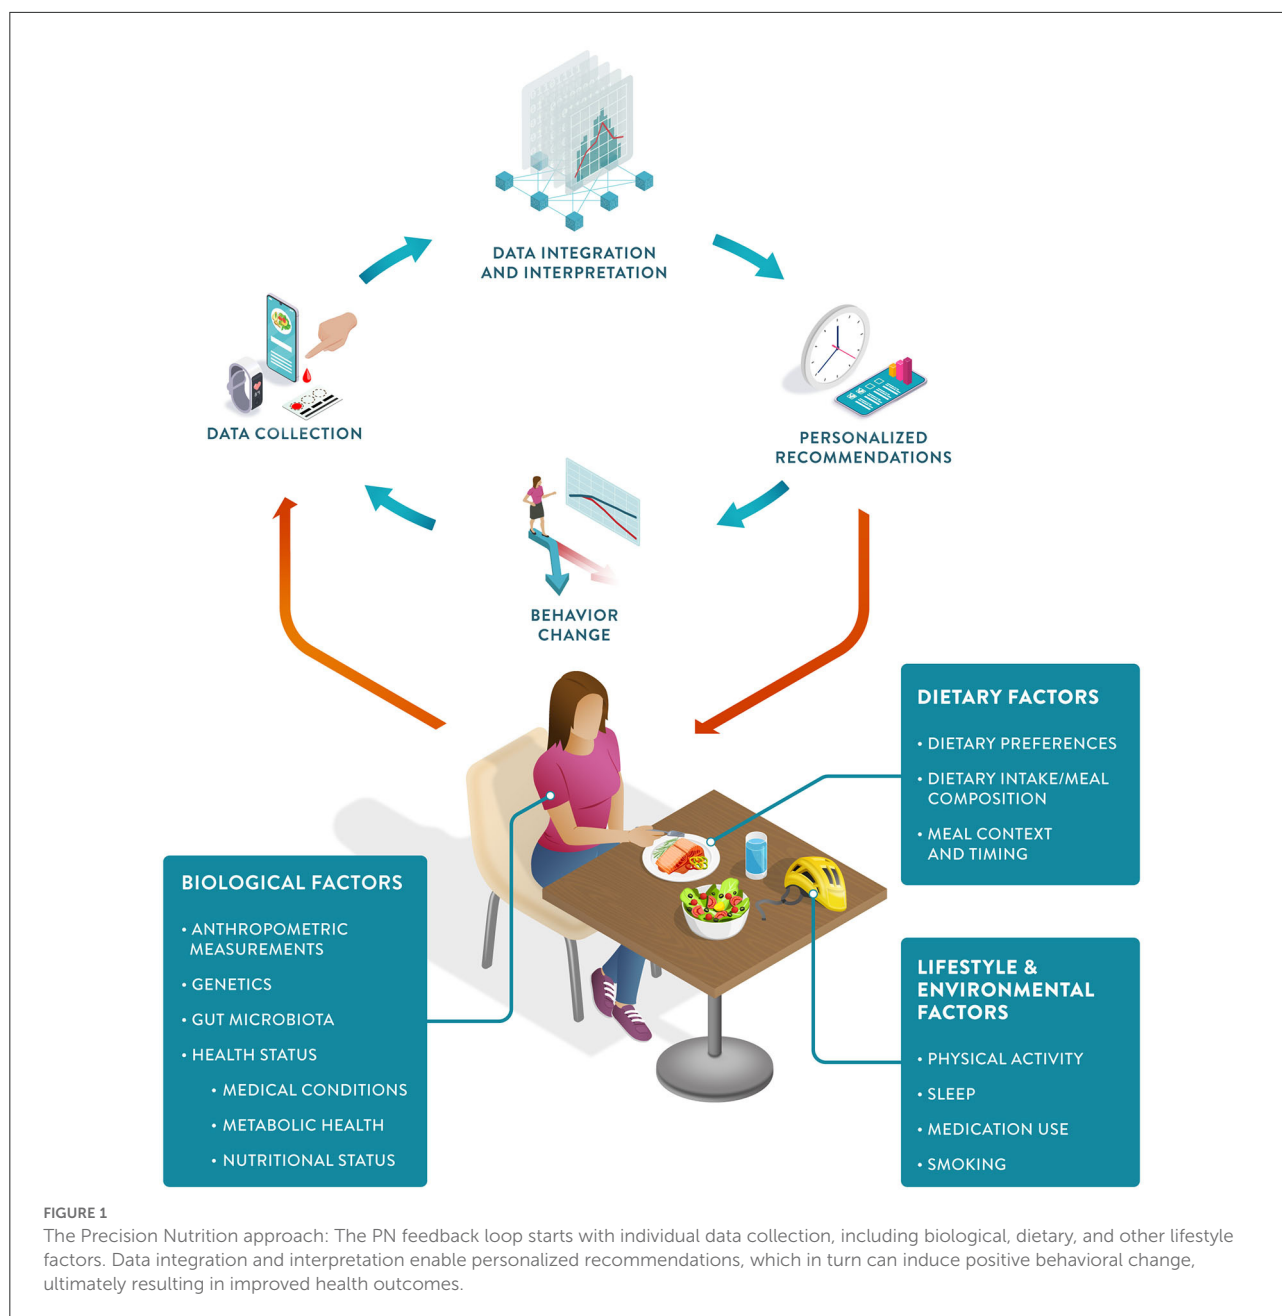 DATA INTEGRATION
AND INTERPRETATION
DATA COLLECTION
PERSONALIZED
RECOMMENDATIONS
BEHAVIOR
CHANGE
DIETARY FACTORS
• DIETARY PREFERENCES
• DIETARY INTAKE/MEAL
COMPOSITION
• MEAL CONTEXT
AND TIMING
BIOLOGICAL FACTORS
• ANTHROPOMETRIC
MEASUREMENTS
• GENETICS
• GUT MICROBIOTA
• HEALTH STATUS
• MEDICAL CONDITIONS
• METABOLIC HEALTH
• NUTRITIONAL STATUS
LIFESTYLE &
ENVIRONMENTAL
FACTORS
• PHYSICAL ACTIVITY
• SLEEP
• MEDICATION USE
• SMOKING
FIGURE 1
The Precision Nutrition approach: The PN feedback loop starts with individual data collection, including biological, dietary, and other lifestyle
factors. Data integration and interpretation enable personalized recommendations, which in turn can induce positive behavioral change,
ultimately resulting in improved health outcomes.